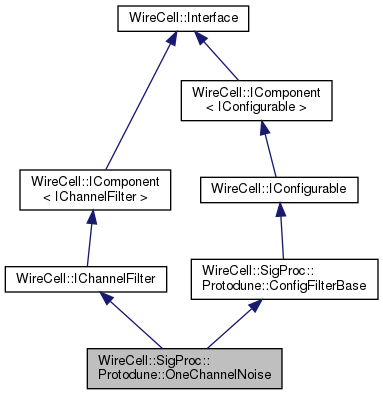 WireCell::Interface
WireCell::IComponent
< IConfigurable >
WireCell::IComponent
< IChannelFilter >
WireCell::IConfigurable
WireCell::IChannelFilter
WireCell::SigProc::
Protodune::ConfigFilterBase
WireCell::SigProc::
Protodune::OneChannelNoise